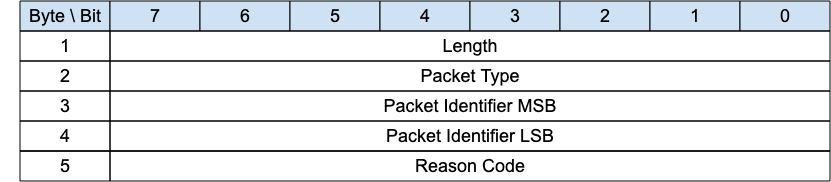 Byte \ Bit 7 6 5 4 3 2 1 0
1 Length
2 Packet Type
3 Packet Identifier MSB
4 Packet Identifier LSB
5 Reason Code